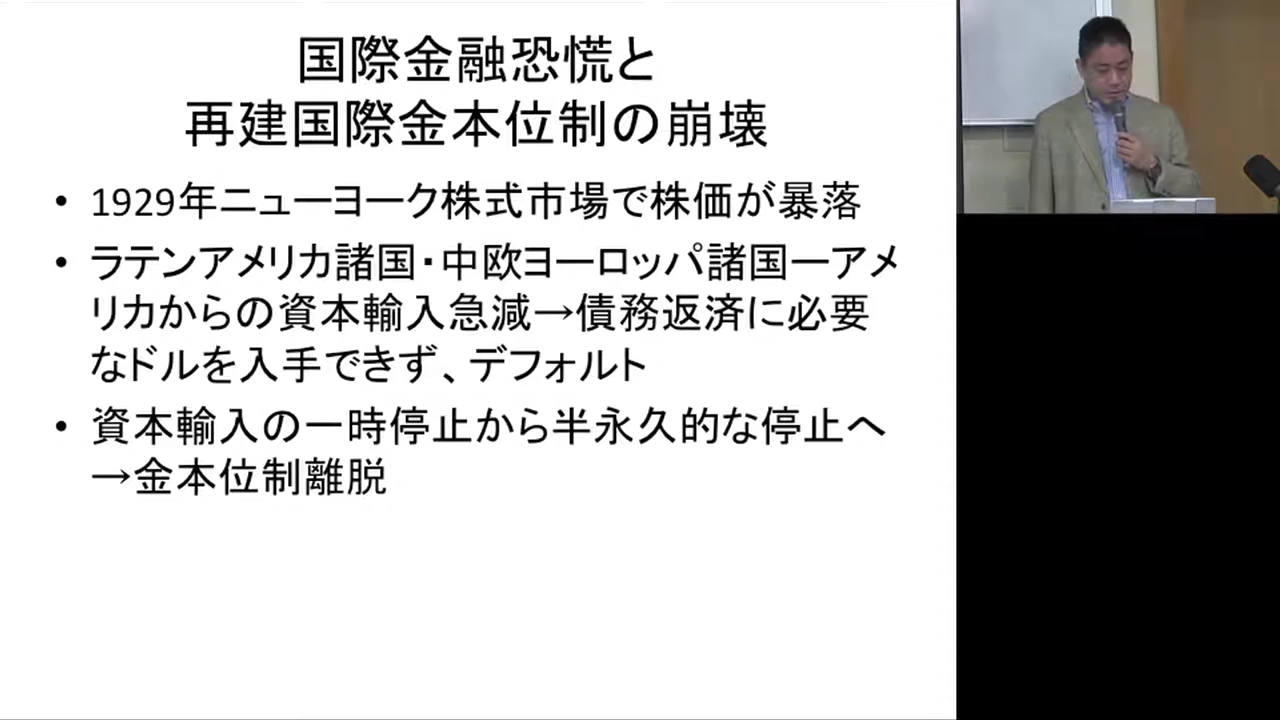 国際金融恐慌と
再建国際金本位制の崩壊
• 1929年ニューヨーク株式市場で株価が暴落
• ラテンアメリカ諸国・中欧ヨーロッパ諸国ーアメ
リカからの資本輸入急減→債務返済に必要
なドルを入手できず、デフォルト
• 資本輸入の一時停止から半永久的な停止へ
→金本位制離脱